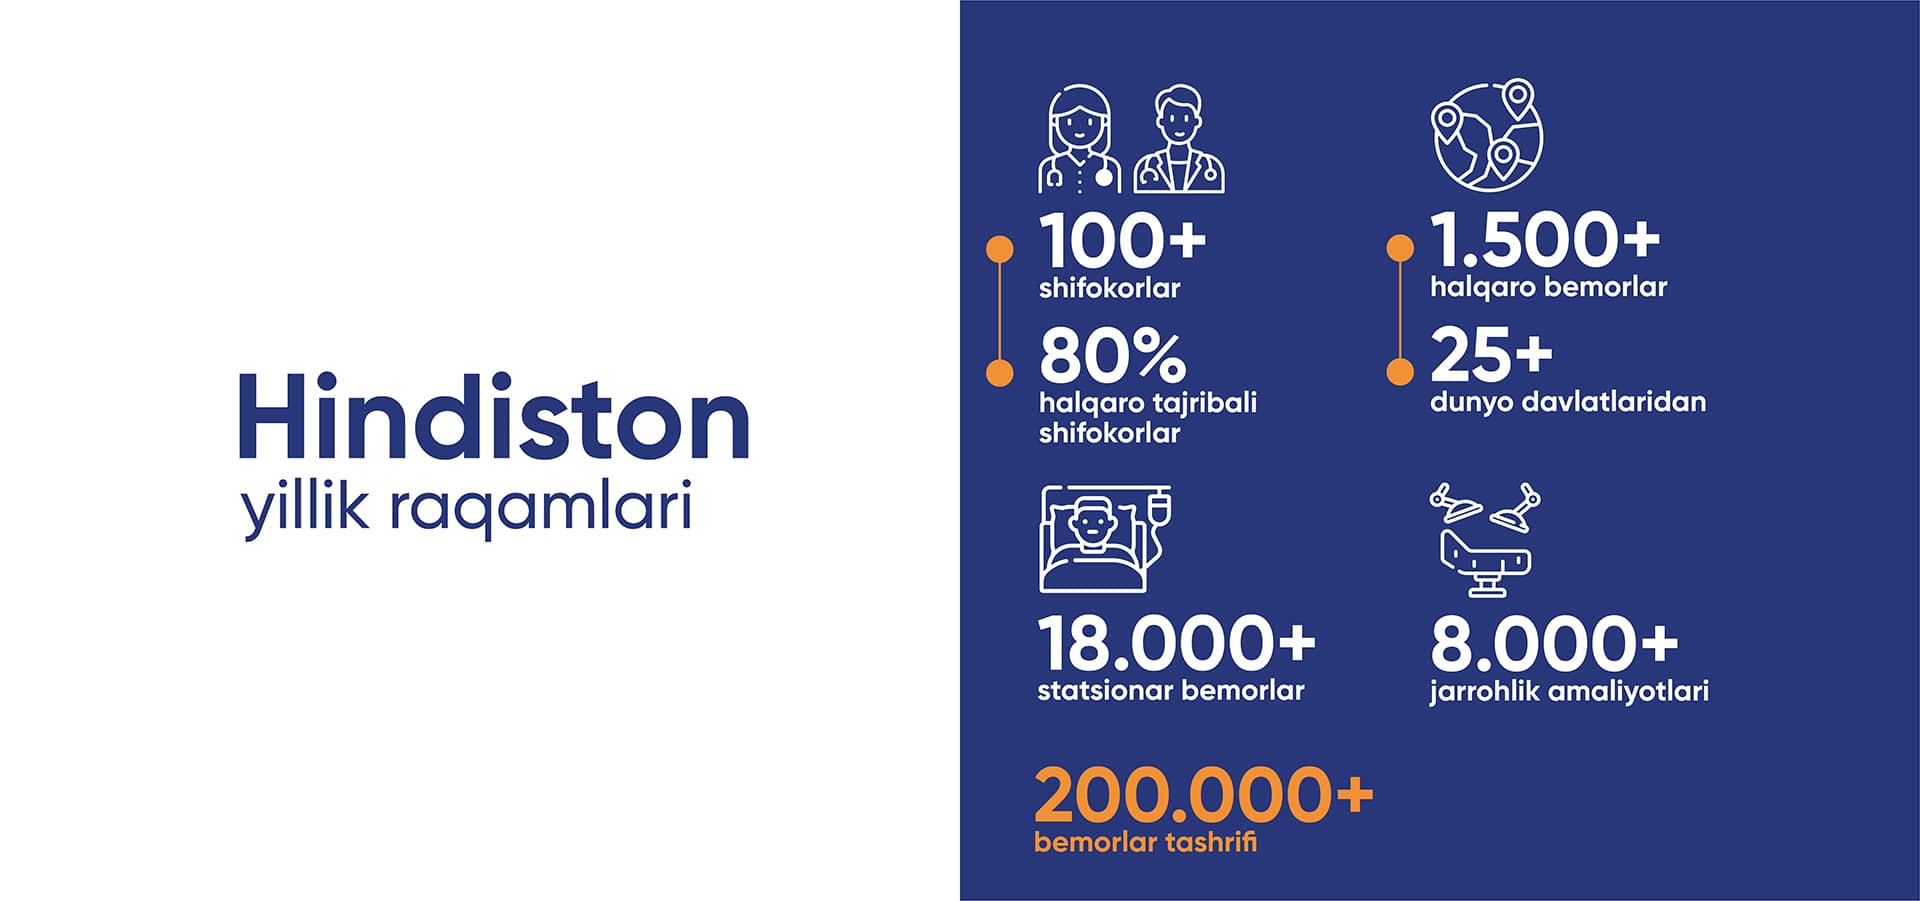 Hindiston
yillik raqamlari
100+
shifokorlar
80%
halqaro tajribali
shifokorlar
1.500+
halqaro bemorlar
25+
dunyo davlatlaridan
18.000+
statsionar bemorlar
8.000+
jarrohlik amaliyotlari
200.000+
bemorlar tashrifi